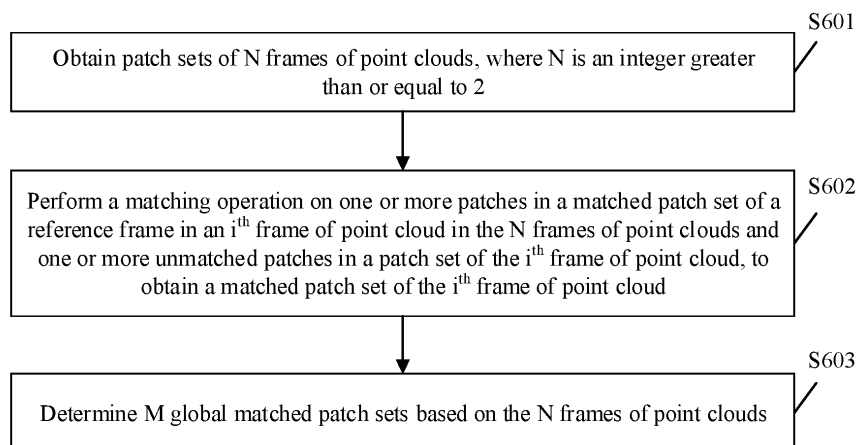 S601
Obtain patch sets of N frames of point clouds, where N is an integer greater
than or equal to 2
S602
Perform a matching operation on one or more patches in a matched patch set of a
reference frame in an iᵗʰ frame of point cloud in the N frames of point clouds and
one or more unmatched patches in a patch set of the iᵗʰ frame of point cloud, to
obtain a matched patch set of the iᵗʰ frame of point cloud
S603
Determine M global matched patch sets based on the N frames of point clouds